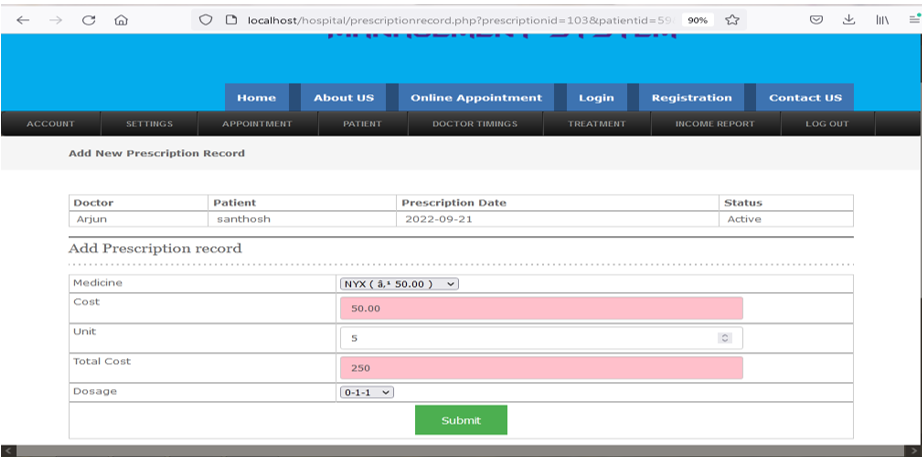 localhost/hospital/prescriptionrecord.php?prescriptionid=103&patientid=59 90%
MANAGEMENT SYSTEM
Home About US Online Appointment Login Registration Contact US
ACCOUNT SETTINGS APPOINTMENT PATIENT DOCTOR TIMINGS TREATMENT INCOME REPORT LOG OUT
Add New Prescription Record
Doctor Patient Prescription Date Status
Arjun santhosh 2022-09-21 Active
Add Prescription record
Medicine NYX ( â‚¹ 50.00 )
Cost 50.00
Unit 5
Total Cost 250
Dosage 0-1-1
Submit